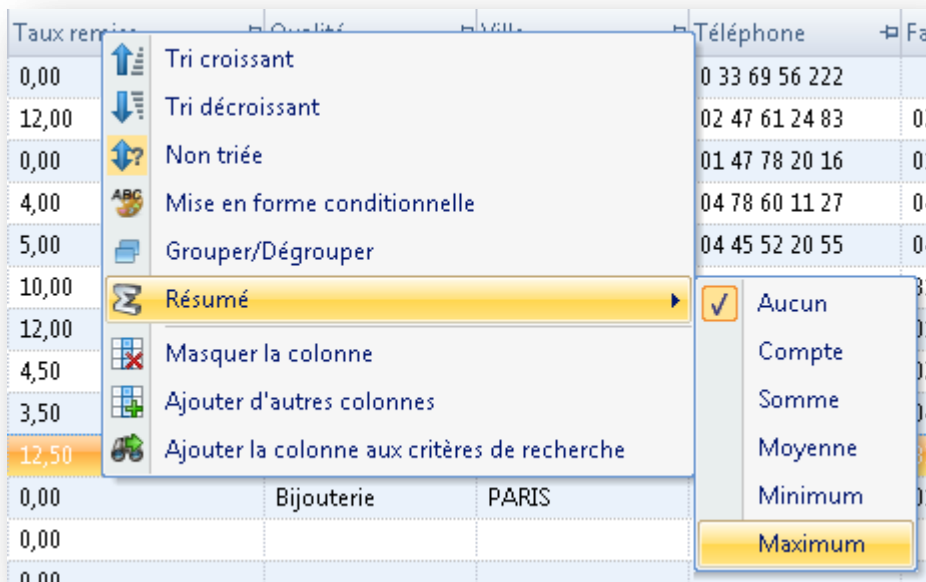 Taux remise Qualité Ville Téléphone Fa
0,00 0 33 69 56 222
12,00 02 47 61 24 83
0,00 01 47 78 20 16
4,00 04 78 60 11 27
5,00 04 45 52 20 55
10,00
12,00
4,50
3,50
12,50
0,00 Bijouterie PARIS
0,00
0,00
Tri croissant
Tri décroissant
Non triée
ABC
Mise en forme conditionnelle
Grouper/Dégrouper
Résumé
Masquer la colonne
Ajouter d'autres colonnes
Ajouter la colonne aux critères de recherche
Aucun
Compte
Somme
Moyenne
Minimum
Maximum